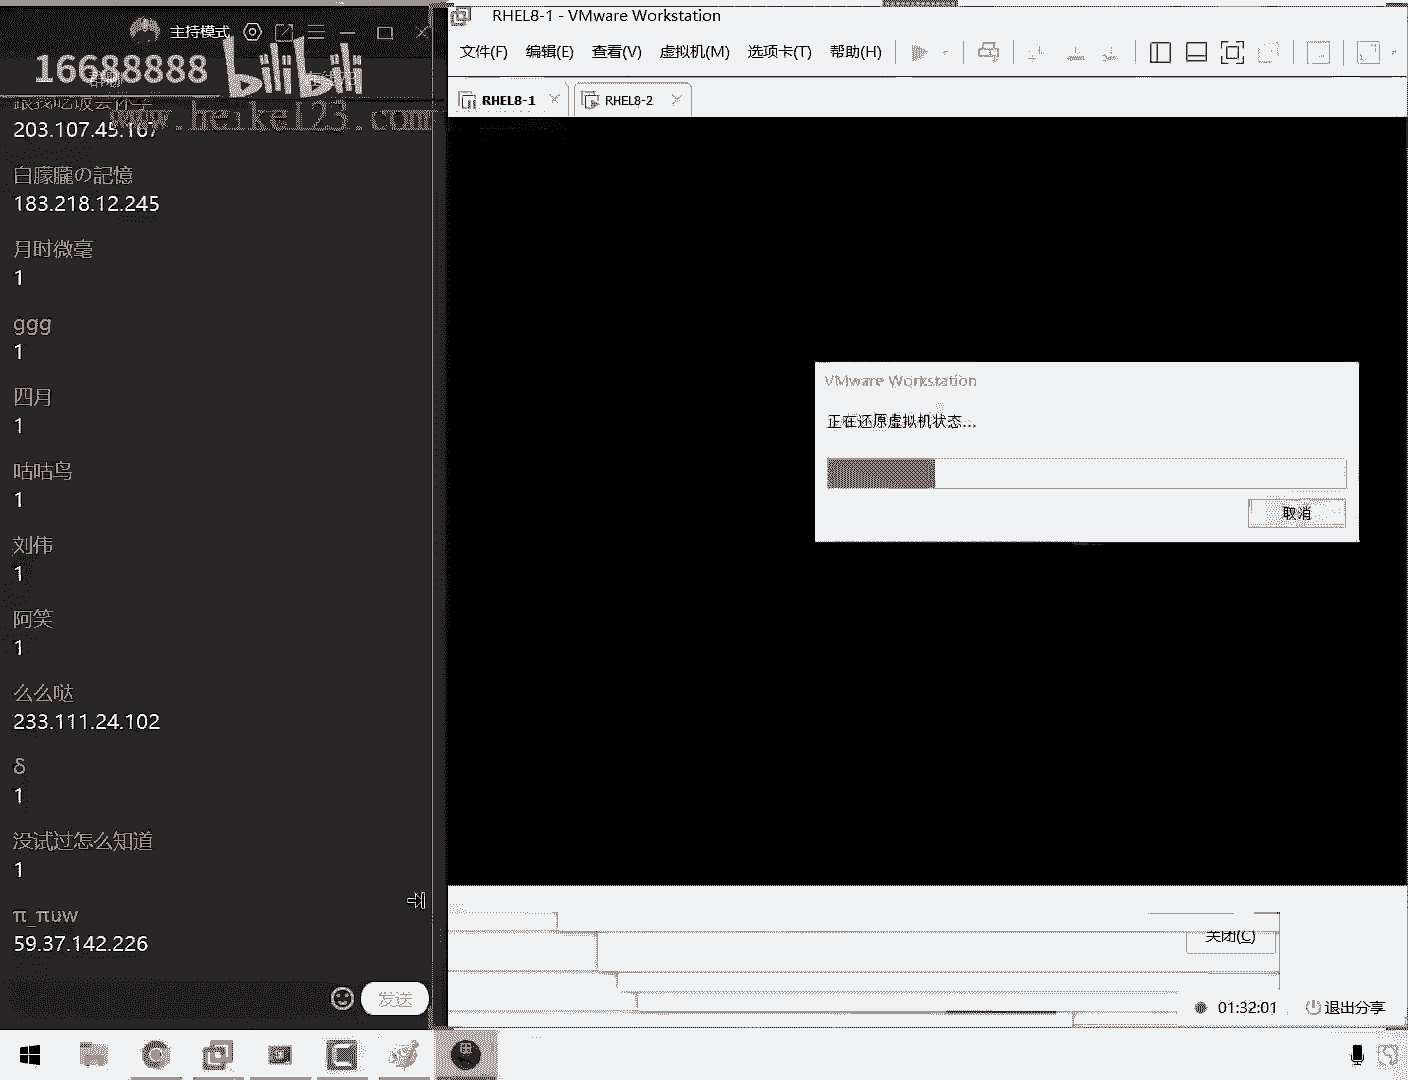 主持模式
16688888
bilibili
www.heike123.com
203.107.45.167
白朦朧の記憶
183.218.12.245
月时微毫
1
ggg
1
四月
1
咕咕鸟
1
刘伟
1
阿笑
1
么么哒
233.111.24.102
δ
1
没试过怎么知道
1
π_πuw
59.37.142.226
发送
RHEL8-1 - VMware Workstation
文件(F) 编辑(E) 查看(V) 虚拟机(M) 选项卡(T) 帮助(H)
RHEL8-1 RHEL8-2
VMware Workstation
正在还原虚拟机状态...
取消
关闭(C)
01:32:01 退出分享